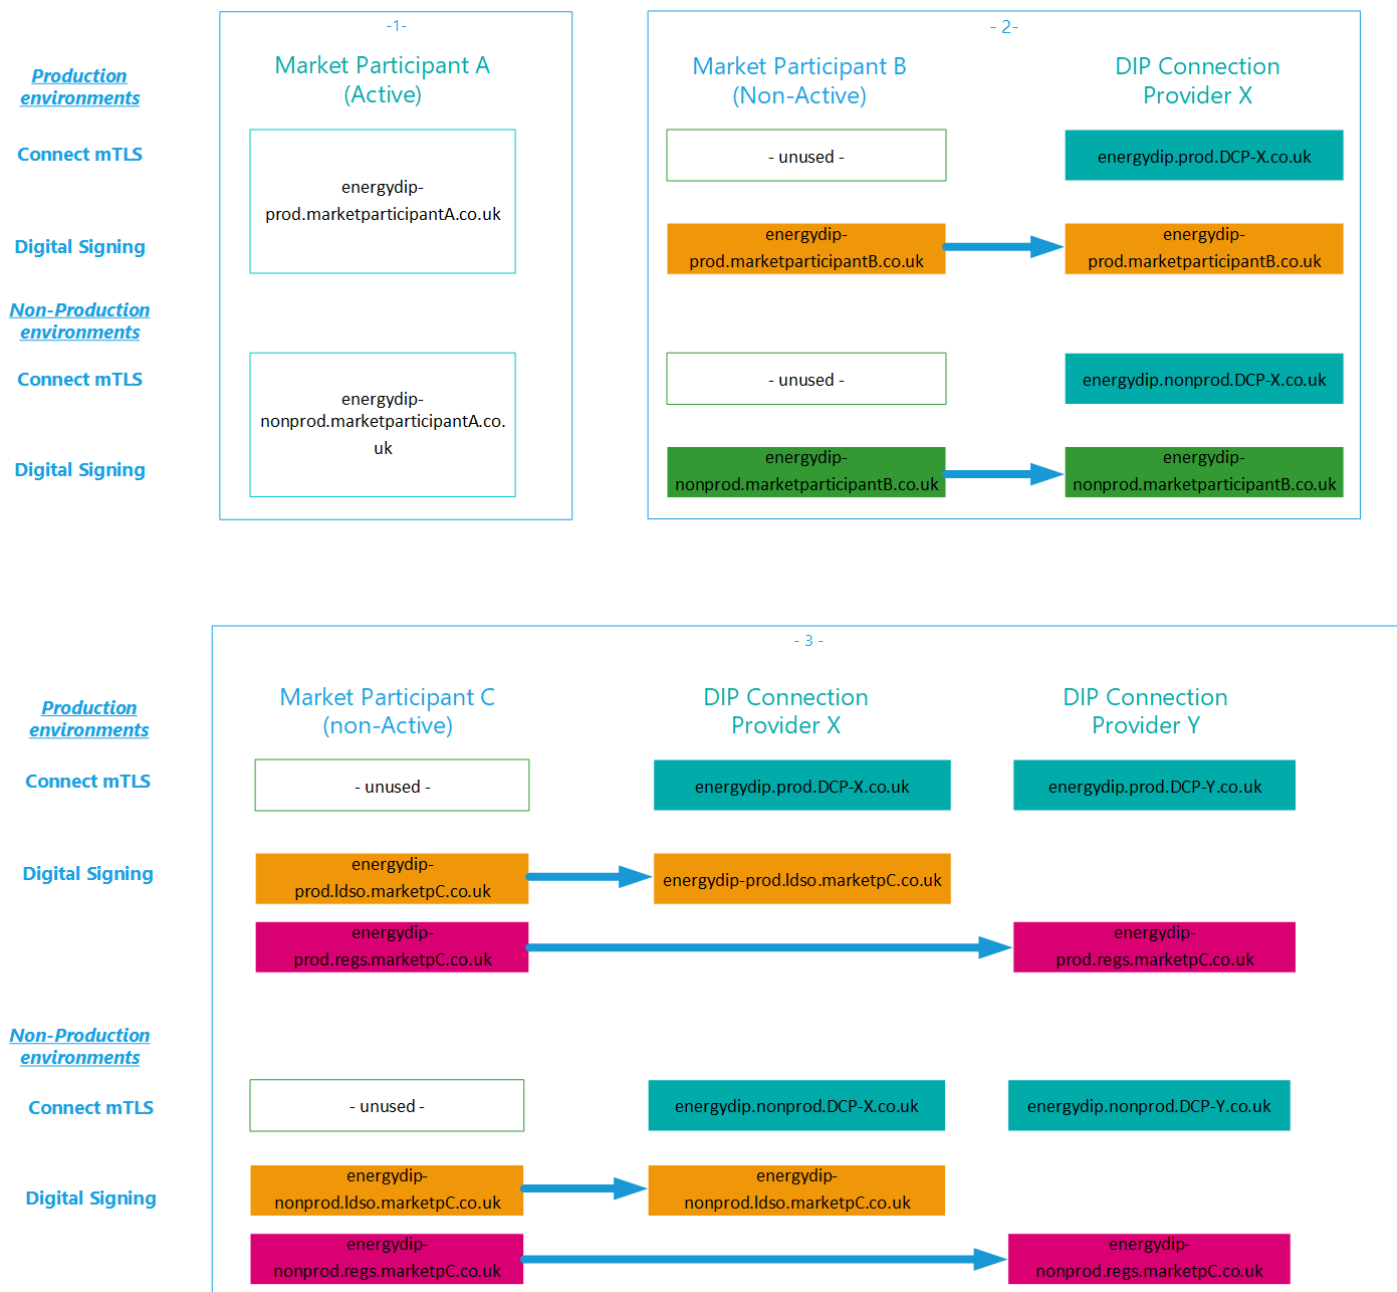 -1-
Market Participant A
(Active)
- 2-
Market Participant B
(Non-Active)
DIP Connection
Provider X
Production
environments
Connect mTLS
energydip-
prod.marketparticipantA.co.uk
- unused -
energydip.prod.DCP-X.co.uk
Digital Signing
energydip-
prod.marketparticipantB.co.uk
energydip-
prod.marketparticipantB.co.uk
Non-Production
environments
Connect mTLS
energydip-
nonprod.marketparticipantA.co.
uk
- unused -
energydip.nonprod.DCP-X.co.uk
Digital Signing
energydip-
nonprod.marketparticipantB.co.uk
energydip-
nonprod.marketparticipantB.co.uk
- 3 -
Market Participant C
(non-Active)
DIP Connection
Provider X
DIP Connection
Provider Y
Production
environments
Connect mTLS
- unused -
energydip.prod.DCP-X.co.uk
energydip.prod.DCP-Y.co.uk
Digital Signing
energydip-
prod.ldso.marketpC.co.uk
energydip-prod.ldso.marketpC.co.uk
energydip-
prod.regs.marketpC.co.uk
energydip-
prod.regs.marketpC.co.uk
Non-Production
environments
Connect mTLS
- unused -
energydip.nonprod.DCP-X.co.uk
energydip.nonprod.DCP-Y.co.uk
Digital Signing
energydip-
nonprod.ldso.marketpC.co.uk
energydip-
nonprod.ldso.marketpC.co.uk
energydip-
nonprod.regs.marketpC.co.uk
energydip-
nonprod.regs.marketpC.co.uk